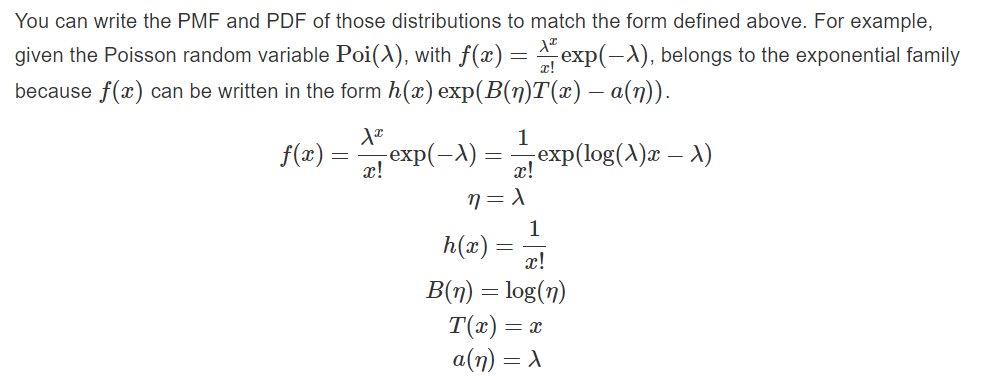 You can write the PMF and PDF of those distributions to match the form defined above. For example,
given the Poisson random variable Poi(λ), with f(x) = λ^x/x! exp(−λ), belongs to the exponential family
because f(x) can be written in the form h(x) exp(B(η)T(x) − a(η)).
f(x) = λ^x/x! exp(−λ) = 1/x! exp(log(λ)x − λ)
η = λ
h(x) = 1/x!
B(η) = log(η)
T(x) = x
a(η) = λ